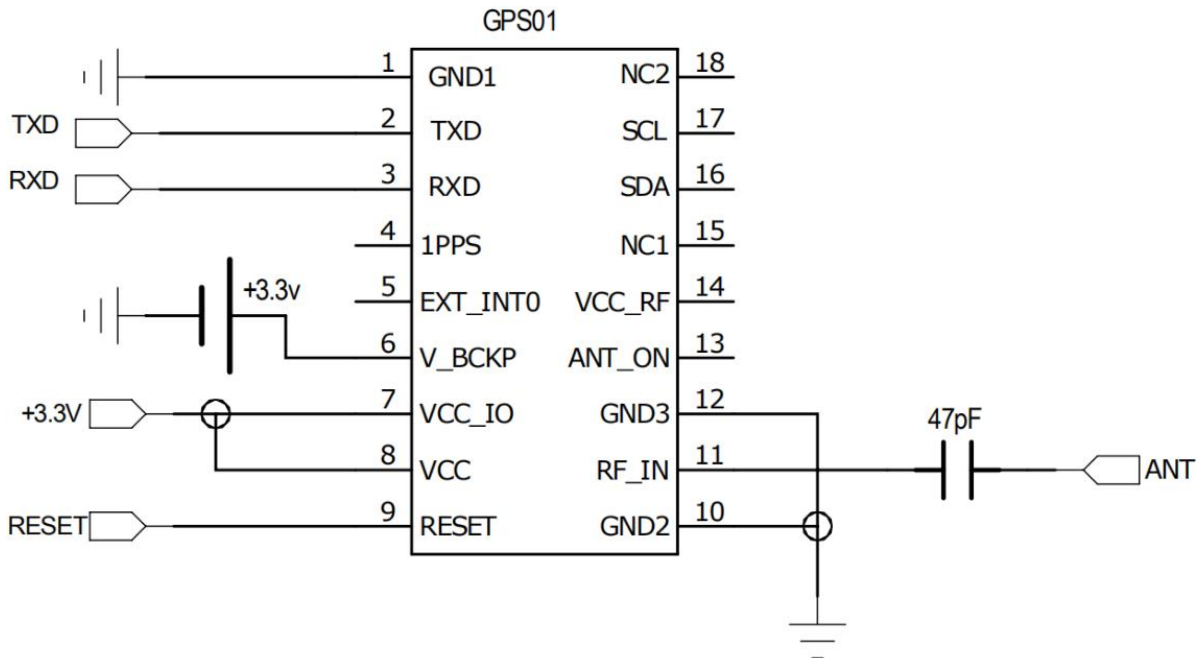 GPS01
1 GND1 NC2 18
TXD 2 TXD SCL 17
RXD 3 RXD SDA 16
4 1PPS NC1 15
+3.3v 5 EXT_INT0 VCC_RF 14
6 V_BCKP ANT_ON 13
+3.3V 7 VCC_IO GND3 12 47pF
8 VCC RF_IN 11 ANT
RESET 9 RESET GND2 10